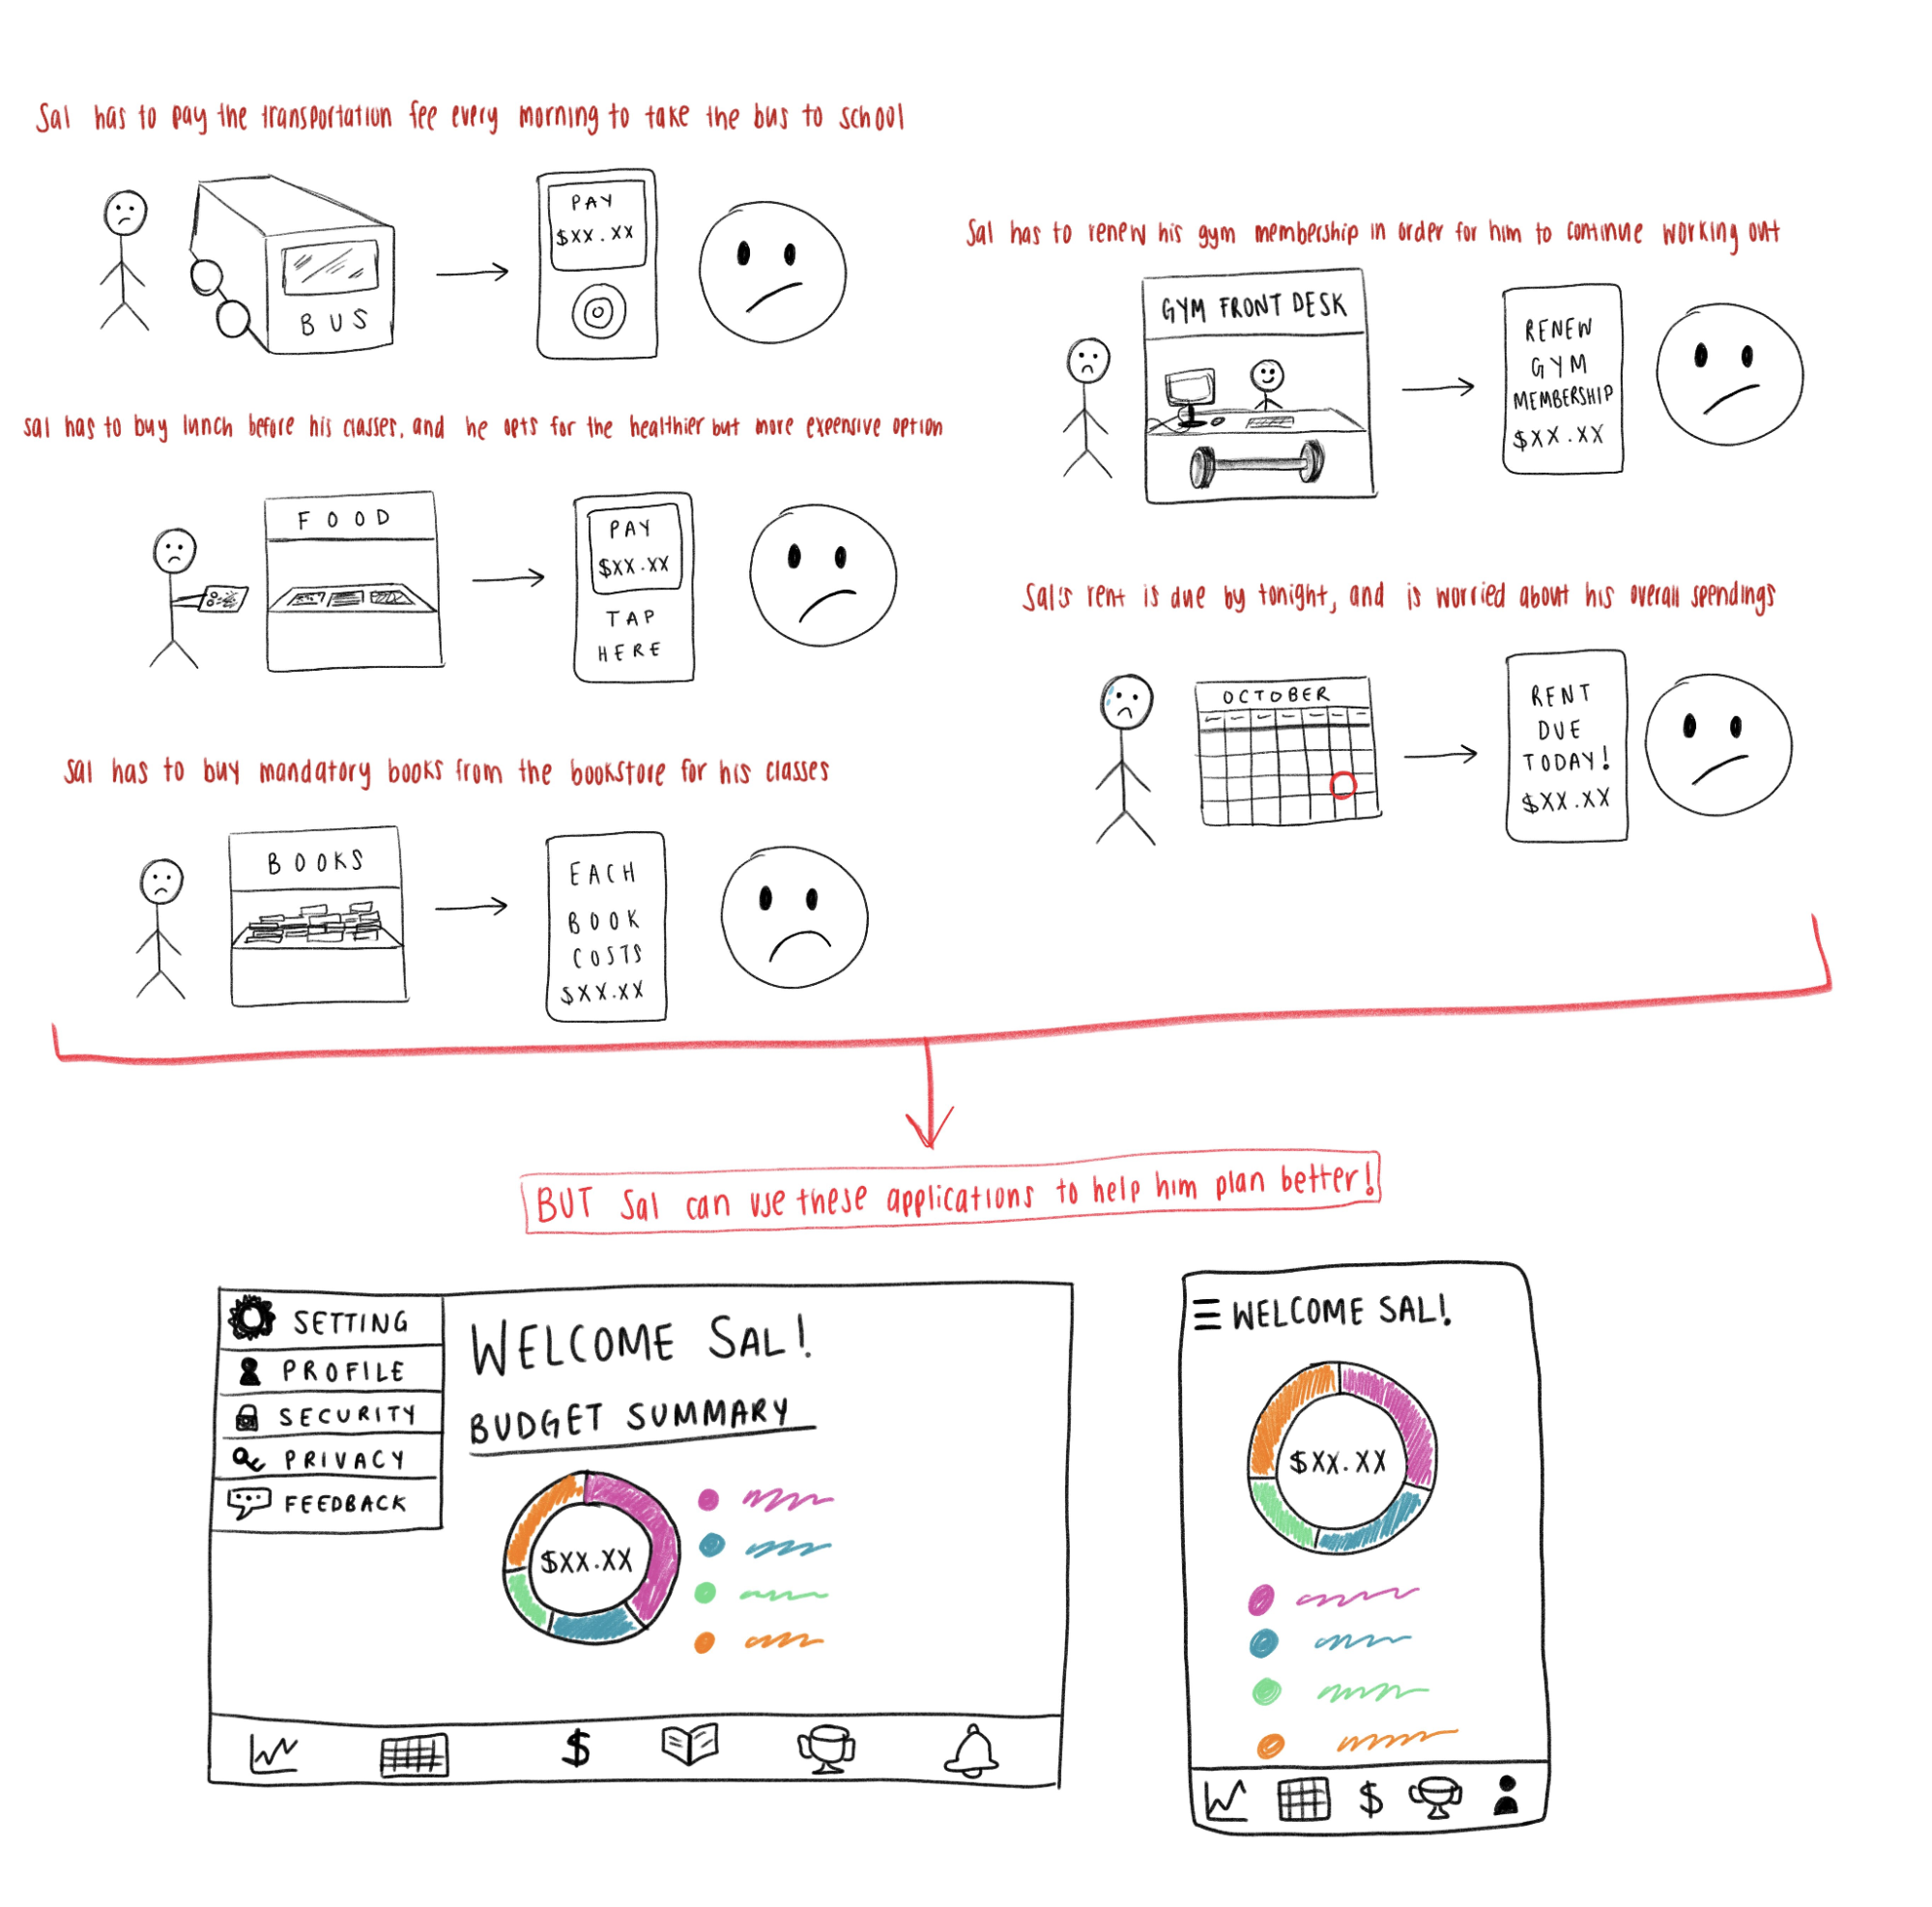 Sal has to pay the transportation fee every morning to take the bus to school
BUS
PAY
$XX.XX
Sal has to buy lunch before his classes, and he opts for the healthier but more expensive option
FOOD
PAY
$XX.XX
TAP
HERE
Sal has to buy mandatory books from the bookstore for his classes
BOOKS
EACH
BOOK
COSTS
$XX.XX
Sal has to renew his gym membership in order for him to continue working out
GYM FRONT DESK
RENEW
GYM
MEMBERSHIP
$XX.XX
Sal's rent is due by tonight, and is worried about his overall spendings
OCTOBER
RENT
DUE
TODAY!
$XX.XX
BUT Sal can use these applications to help him plan better!
SETTING
PROFILE
SECURITY
PRIVACY
FEEDBACK
WELCOME SAL!
BUDGET SUMMARY
$XX.XX
$
WELCOME SAL!
$XX.XX
$